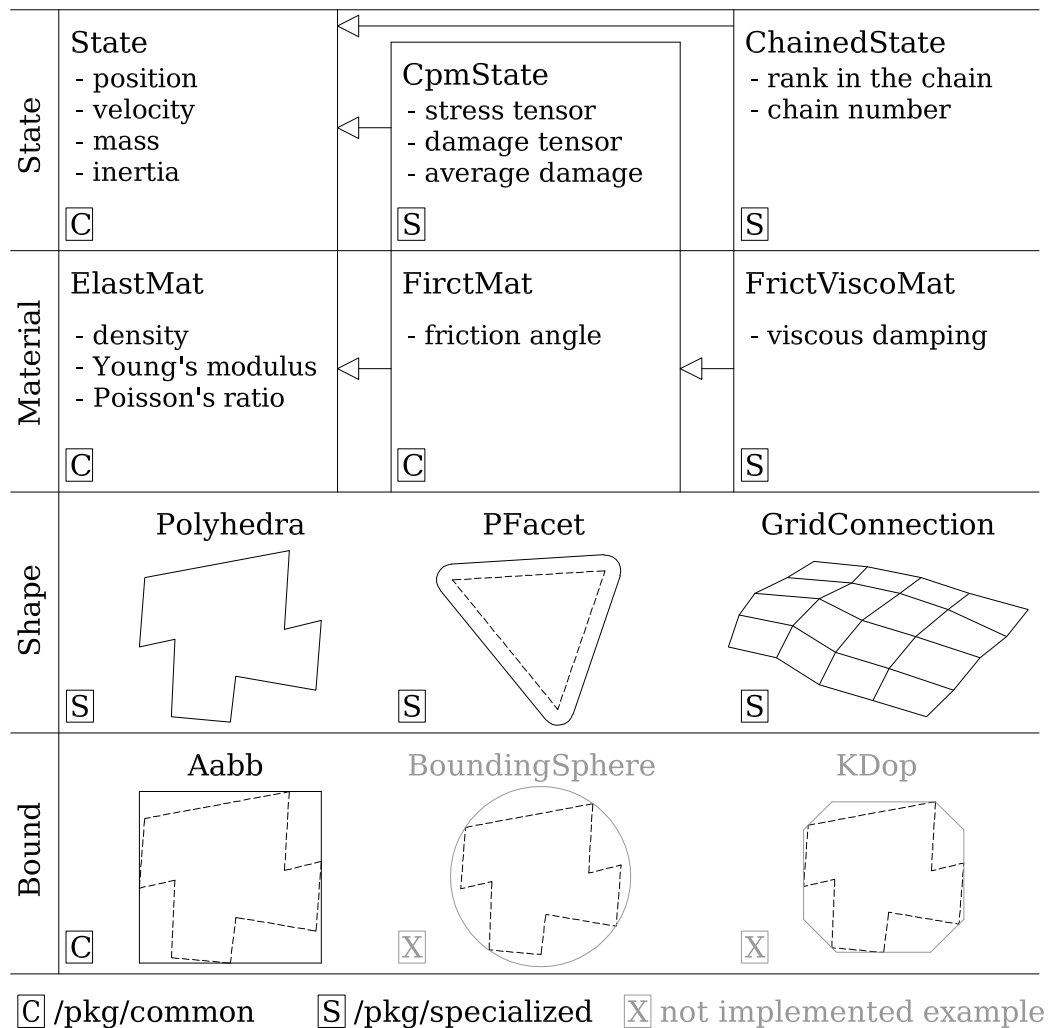 State
State
- position
- velocity
- mass
- inertia
C
CpmState
- stress tensor
- damage tensor
- average damage
S
ChainedState
- rank in the chain
- chain number
S
Material
ElastMat
- density
- Young's modulus
- Poisson's ratio
C
FirctMat
- friction angle
C
FrictViscoMat
- viscous damping
S
Shape
Polyhedra
S
PFacet
S
GridConnection
S
Bound
Aabb
C
BoundingSphere
X
KDop
X
C /pkg/common S /pkg/specialized X not implemented example